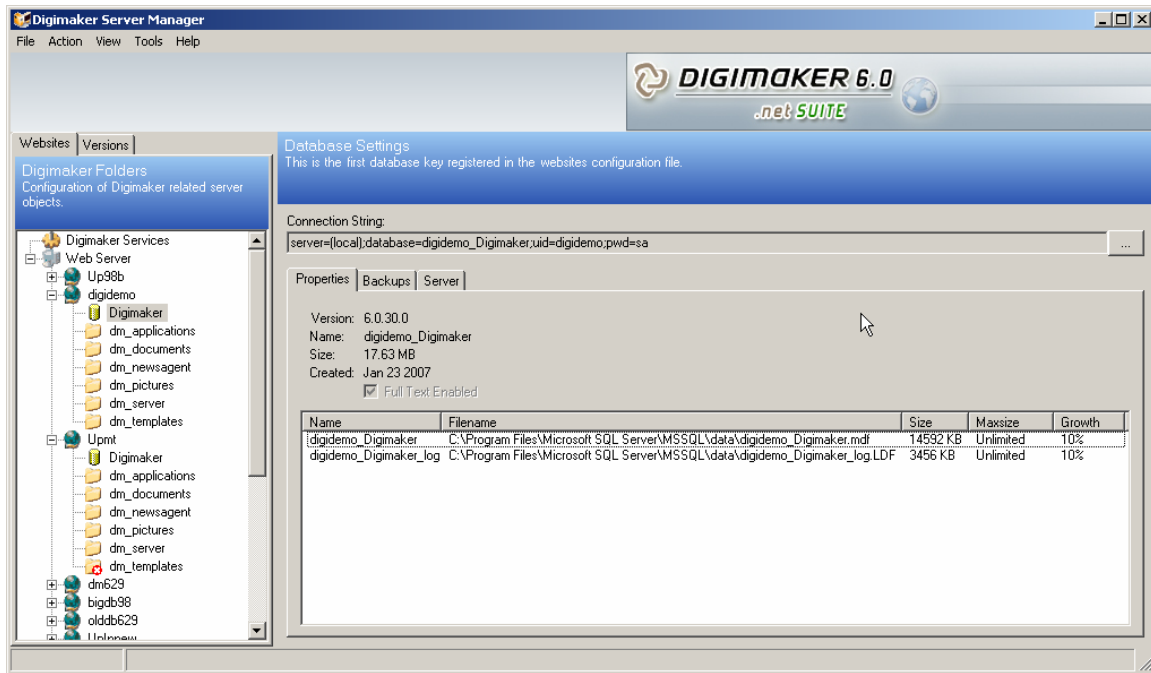 Digimaker Server Manager
File Action View Tools Help
DIGIMAKER 6.0
.net SUITE
Websites Versions
Digimaker Folders
Configuration of Digimaker related server
objects.
Digimaker Services
Web Server
Up98b
digidemo
Digimaker
dm_applications
dm_documents
dm_newsagent
dm_pictures
dm_server
dm_templates
Upmt
Digimaker
dm_applications
dm_documents
dm_newsagent
dm_pictures
dm_server
dm_templates
dm629
bigdb98
olddb629
Database Settings
This is the first database key registered in the websites configuration file.
Connection String:
server=(local);database=digidemo_Digimaker;uid=digidemo;pwd=sa ...
Properties Backups Server
Version: 6.0.30.0
Name: digidemo_Digimaker
Size: 17.63 MB
Created: Jan 23 2007
Full Text Enabled
Name Filename Size Maxsize Growth
digidemo_Digimaker C:\Program Files\Microsoft SQL Server\MSSQL\data\digidemo_Digimaker.mdf 14592 KB Unlimited 10%
digidemo_Digimaker_log C:\Program Files\Microsoft SQL Server\MSSQL\data\digidemo_Digimaker_log.LDF 3456 KB Unlimited 10%